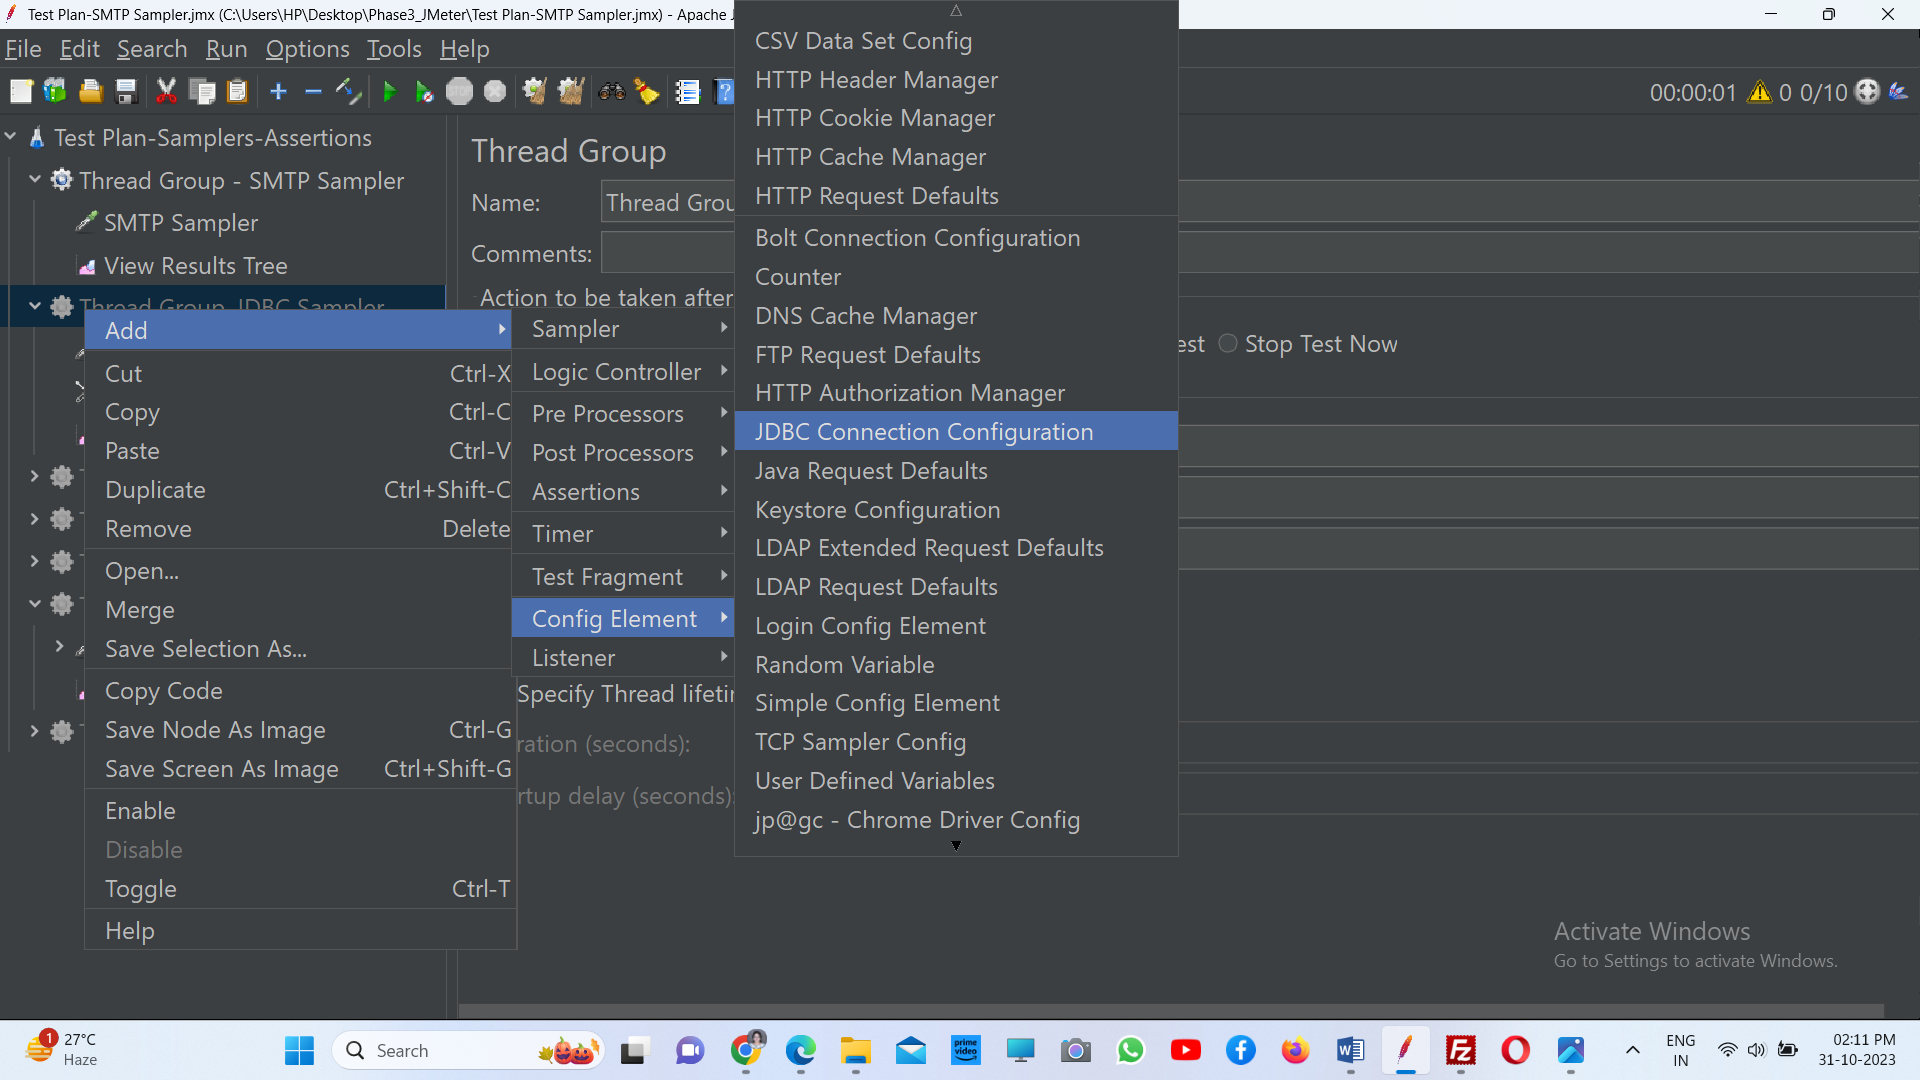 Test Plan-SMTP Sampler.jmx (C:\Users\HP\Desktop\Phase3_JMeter\Test Plan-SMTP Sampler.jmx) - Apache J
File Edit Search Run Options Tools Help
00:00:01 0 0/10
Test Plan-Samplers-Assertions
Thread Group - SMTP Sampler
SMTP Sampler
View Results Tree
Thread Group-JDBC Sampler
Add
Cut Ctrl-X
Copy Ctrl-C
Paste Ctrl-V
Duplicate Ctrl+Shift-C
Remove Delete
Open...
Merge
Save Selection As...
Copy Code
Save Node As Image Ctrl-G
Save Screen As Image Ctrl+Shift-G
Enable
Disable
Toggle Ctrl-T
Help
Thread Group
Name: Thread Grou
Comments:
Action to be taken after
est Stop Test Now
Sampler
Logic Controller
Pre Processors
Post Processors
Assertions
Timer
Test Fragment
Config Element
Listener
Specify Thread lifetir
ration (seconds):
rtup delay (seconds):
CSV Data Set Config
HTTP Header Manager
HTTP Cookie Manager
HTTP Cache Manager
HTTP Request Defaults
Bolt Connection Configuration
Counter
DNS Cache Manager
FTP Request Defaults
HTTP Authorization Manager
JDBC Connection Configuration
Java Request Defaults
Keystore Configuration
LDAP Extended Request Defaults
LDAP Request Defaults
Login Config Element
Random Variable
Simple Config Element
TCP Sampler Config
User Defined Variables
jp@gc - Chrome Driver Config
Activate Windows
Go to Settings to activate Windows.
1
27°C
Haze
Search
prime video
ENG
IN
02:11 PM
31-10-2023